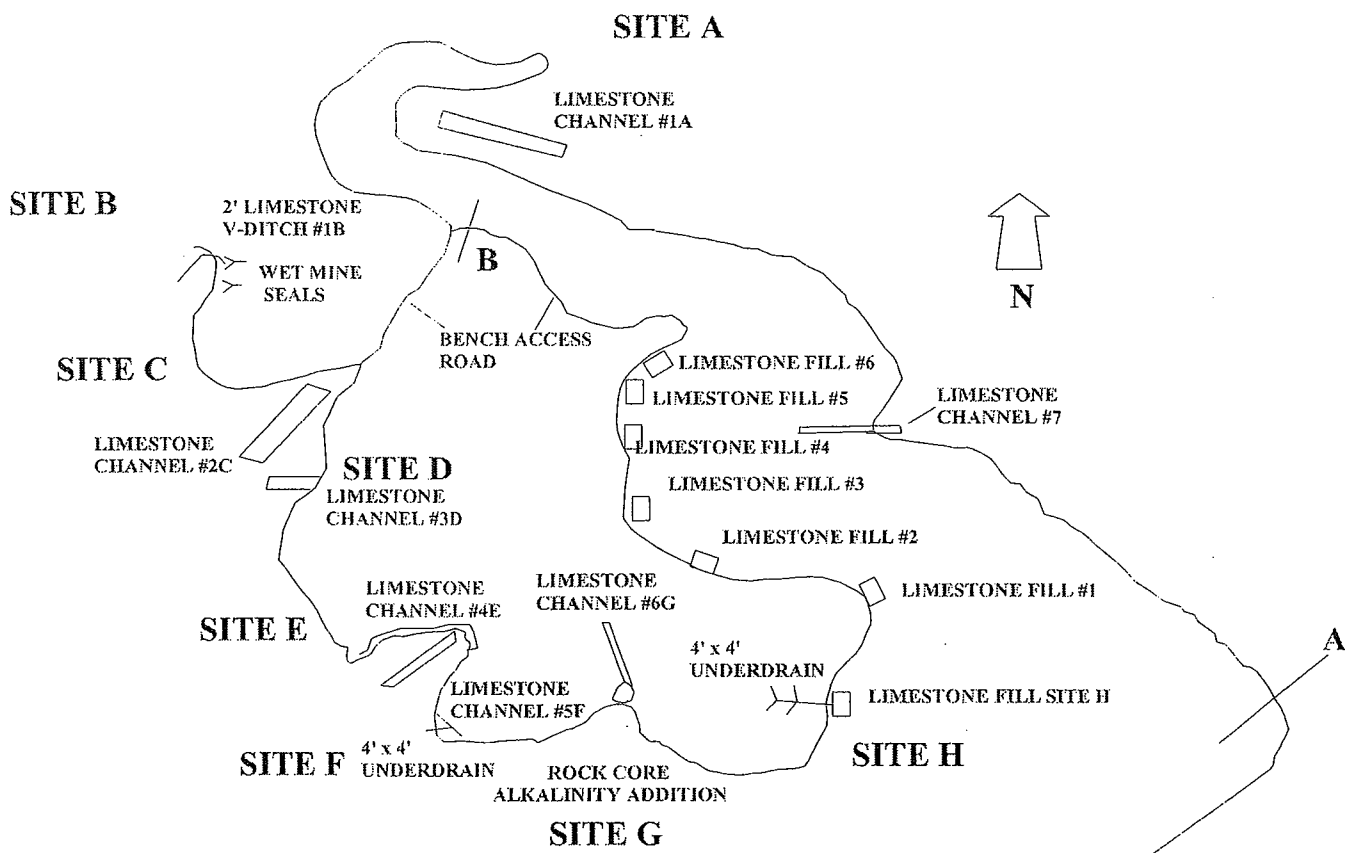 SITE A
LIMESTONE
CHANNEL #1A
SITE B
2' LIMESTONE
V-DITCH #1B
WET MINE
SEALS
B
N
BENCH ACCESS
ROAD
SITE C
LIMESTONE FILL #6
LIMESTONE FILL #5
LIMESTONE
CHANNEL #7
LIMESTONE
CHANNEL #2C
LIMESTONE FILL #4
SITE D
LIMESTONE
CHANNEL #3D
LIMESTONE FILL #3
LIMESTONE FILL #2
LIMESTONE
CHANNEL #4E
LIMESTONE
CHANNEL #6G
LIMESTONE FILL #1
SITE E
4' x 4'
UNDERDRAIN
A
LIMESTONE
CHANNEL #5F
LIMESTONE FILL SITE H
SITE F
4' x 4'
UNDERDRAIN
SITE H
ROCK CORE
ALKALINITY ADDITION
SITE G